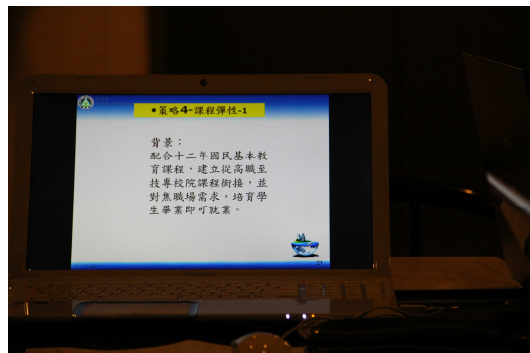 •策略4-課程彈性-1
背景：
配合十二年國民基本教
育課程，建立從高職至
技專校院課程銜接，並
對焦職場需求，培育學
生畢業即可就業。
21